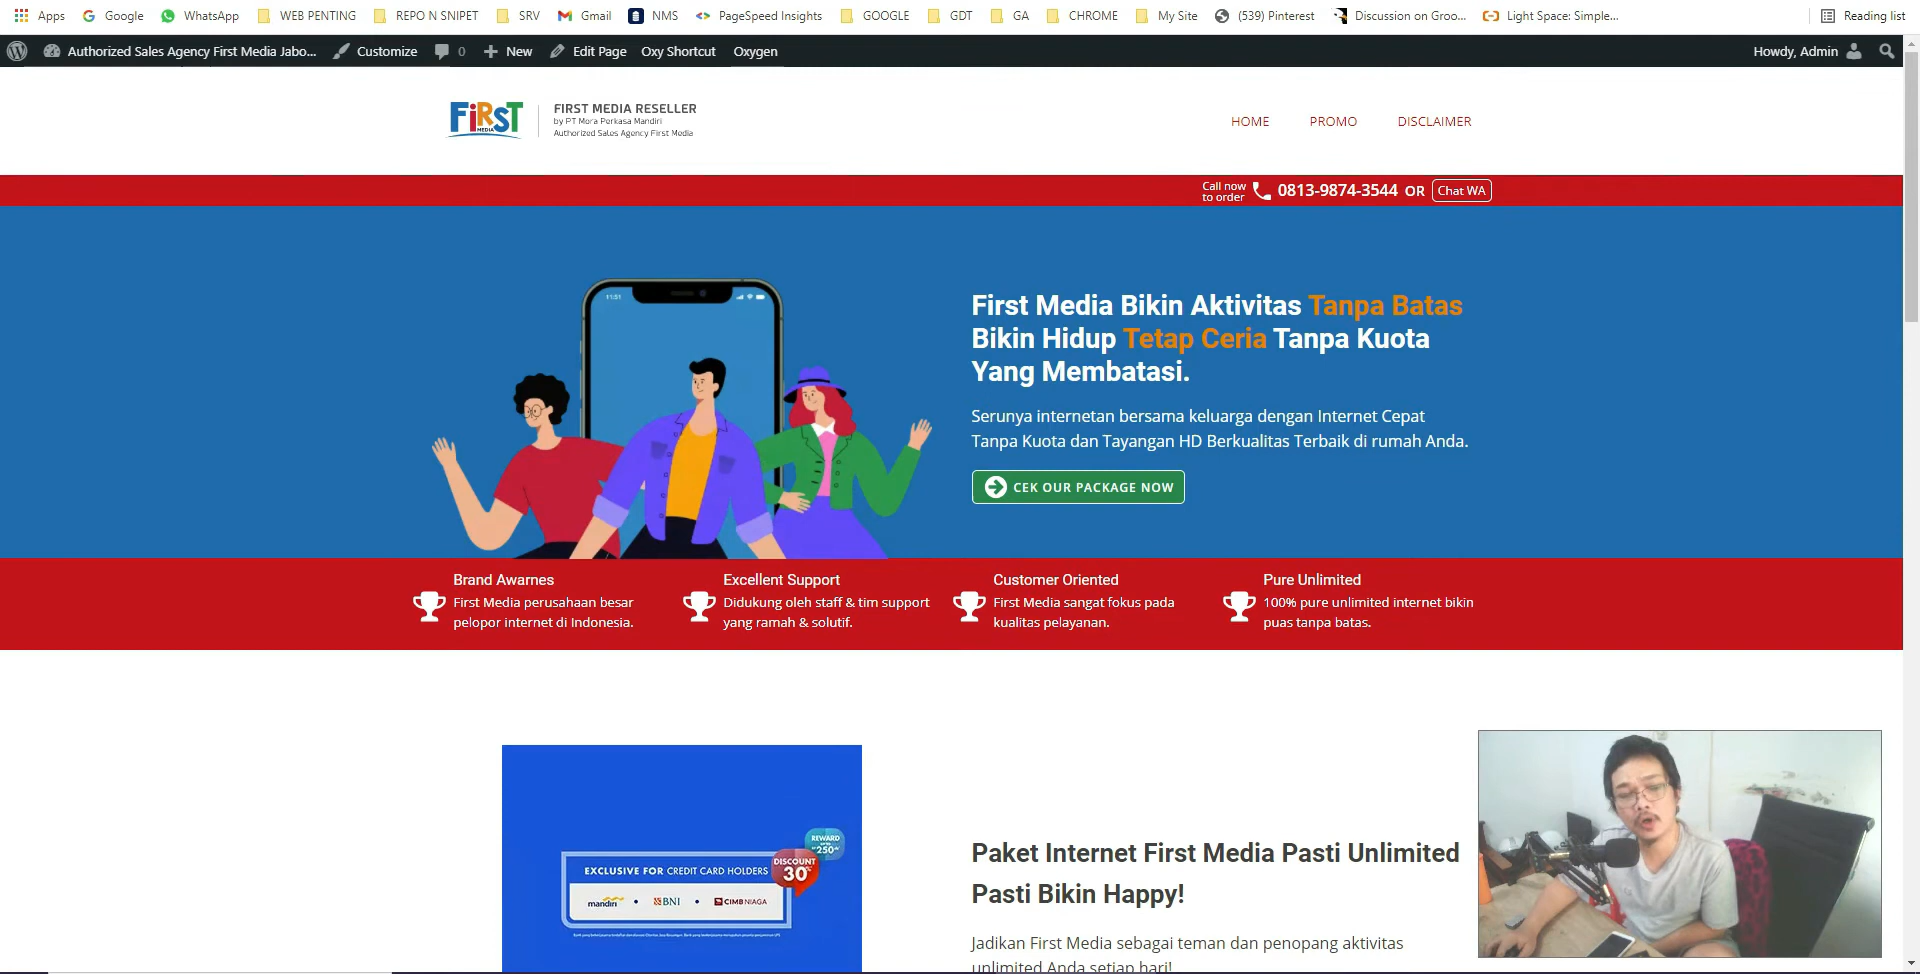 Apps Google WhatsApp WEB PENTING REPO N SNIPET SRV Gmail NMS PageSpeed Insights GOOGLE GDT GA CHROME My Site (539) Pinterest Discussion on Groo... Light Space: Simple... Reading list
Authorized Sales Agency First Media Jabo... Customize 0 New Edit Page Oxy Shortcut Oxygen Howdy, Admin
FiRST
MEDIA
FIRST MEDIA RESELLER
by PT Mora Perkasa Mandiri
Authorized Sales Agency First Media
HOME PROMO DISCLAIMER
Call now
to order
0813-9874-3544 OR Chat WA
11:51
First Media Bikin Aktivitas Tanpa Batas
Bikin Hidup Tetap Ceria Tanpa Kuota
Yang Membatasi.
Serunya internetan bersama keluarga dengan Internet Cepat
Tanpa Kuota dan Tayangan HD Berkualitas Terbaik di rumah Anda.
CEK OUR PACKAGE NOW
Brand Awarnes
First Media perusahaan besar
pelopor internet di Indonesia.
Excellent Support
Didukung oleh staff & tim support
yang ramah & solutif.
Customer Oriented
First Media sangat fokus pada
kualitas pelayanan.
Pure Unlimited
100% pure unlimited internet bikin
puas tanpa batas.
REWARD
250
DISCOUNT
30%
EXCLUSIVE FOR CREDIT CARD HOLDERS
mandiri • BNI • CIMB NIAGA
Paket Internet First Media Pasti Unlimited
Pasti Bikin Happy!
Jadikan First Media sebagai teman dan penopang aktivitas
unlimited Anda setiap hari!